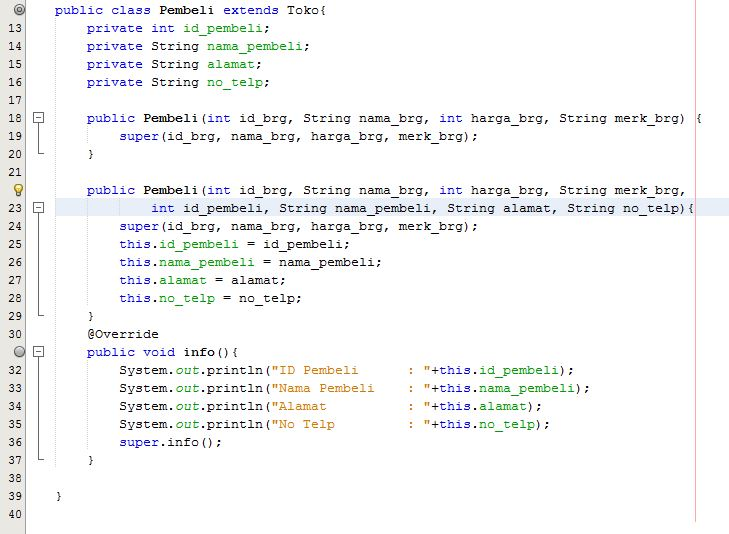 public class Pembeli extends Toko{
13 private int id_pembeli;
14 private String nama_pembeli;
15 private String alamat;
16 private String no_telp;
17
18 public Pembeli(int id_brg, String nama_brg, int harga_brg, String merk_brg) {
19 super(id_brg, nama_brg, harga_brg, merk_brg);
20 }
21
public Pembeli(int id_brg, String nama_brg, int harga_brg, String merk_brg,
23 int id_pembeli, String nama_pembeli, String alamat, String no_telp){
24 super(id_brg, nama_brg, harga_brg, merk_brg);
25 this.id_pembeli = id_pembeli;
26 this.nama_pembeli = nama_pembeli;
27 this.alamat = alamat;
28 this.no_telp = no_telp;
29 }
30 @Override
public void info(){
32 System.out.println("ID Pembeli      : "+this.id_pembeli);
33 System.out.println("Nama Pembeli    : "+this.nama_pembeli);
34 System.out.println("Alamat          : "+this.alamat);
35 System.out.println("No Telp         : "+this.no_telp);
36 super.info();
37 }
38
39 }
40